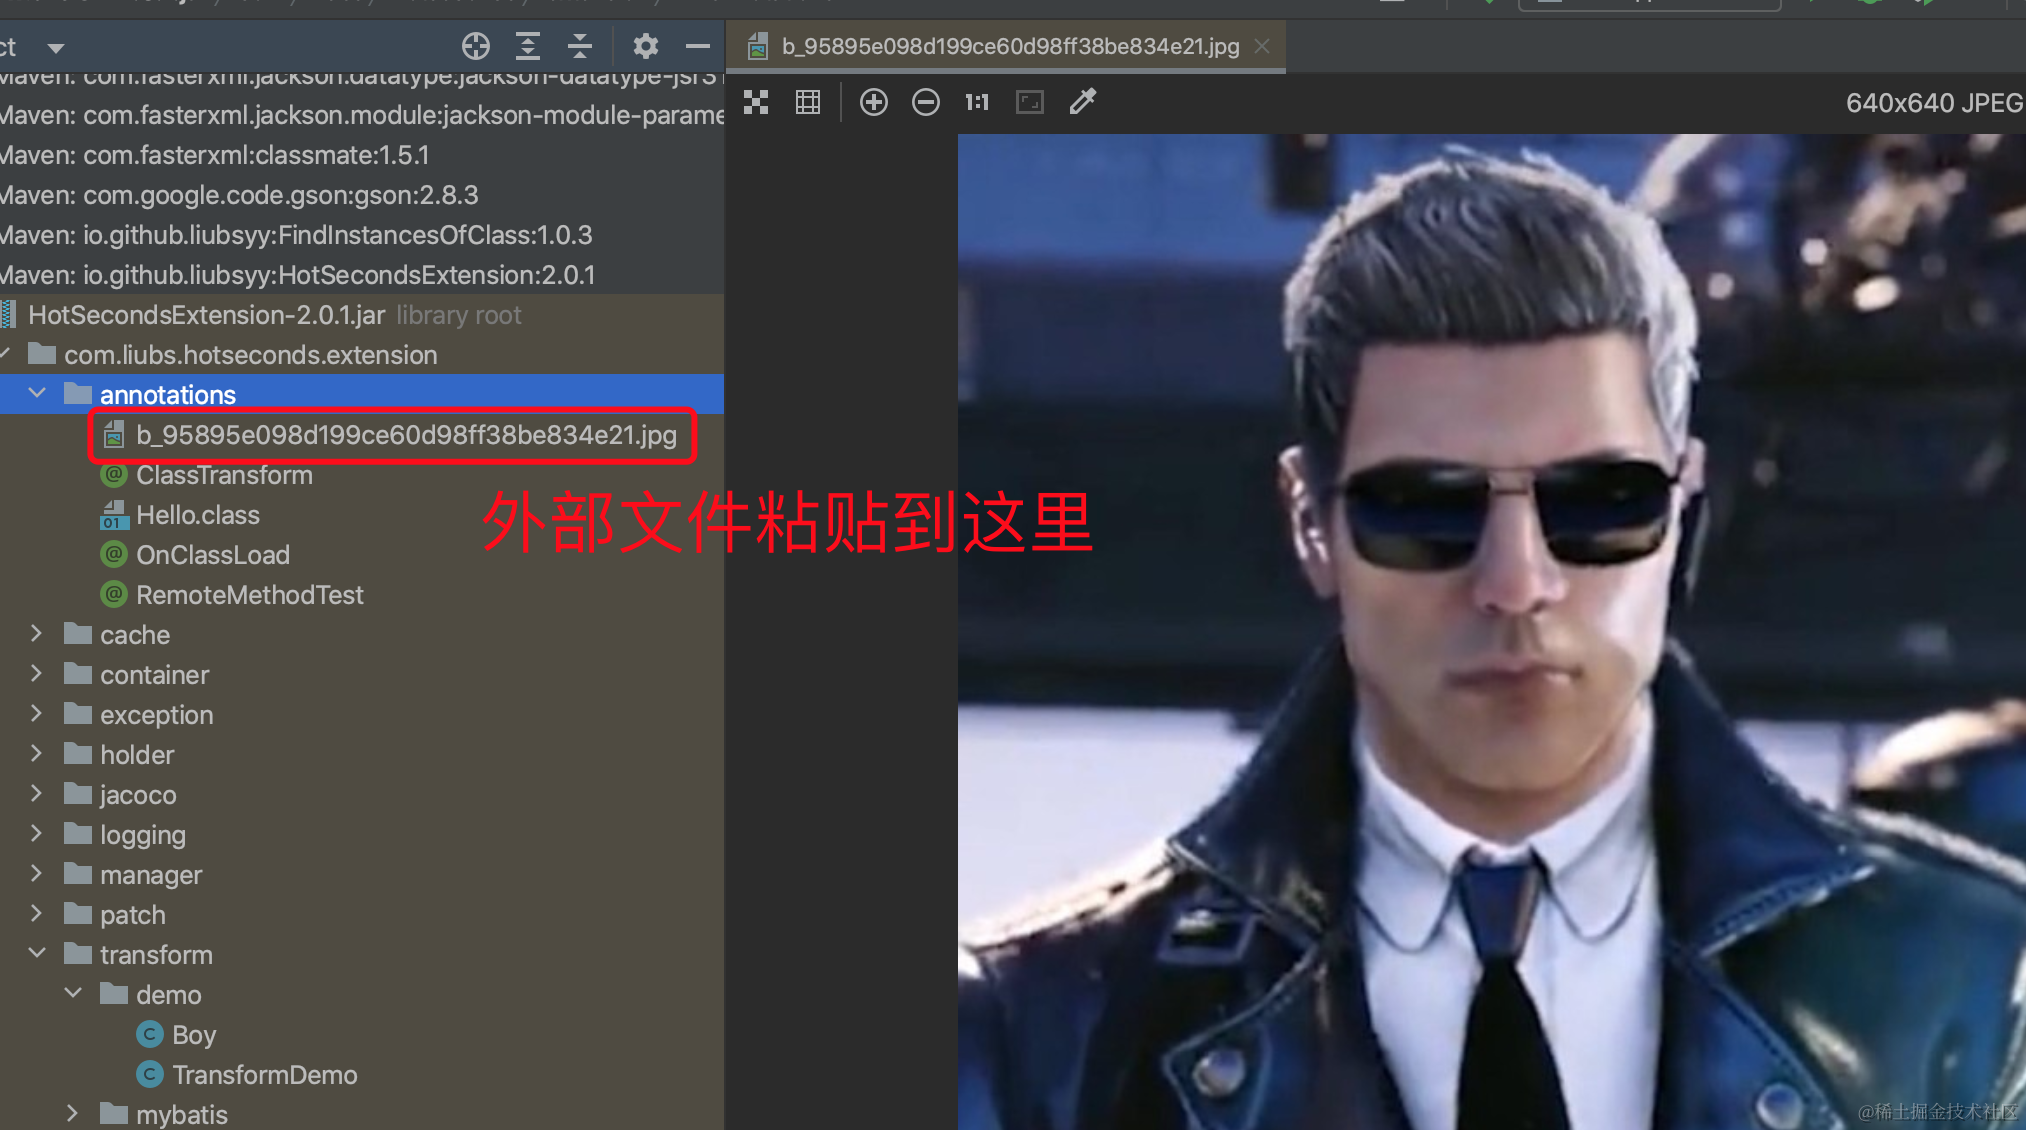 ct
b_95895e098d199ce60d98ff38be834e21.jpg
Maven: com.fasterxml.jackson.datatype:jackson-datatype-jsr31
640x640 JPEG
Maven: com.fasterxml.jackson.module:jackson-module-parame
Maven: com.fasterxml:classmate:1.5.1
Maven: com.google.code.gson:gson:2.8.3
Maven: io.github.liubsyy:FindInstancesOfClass:1.0.3
Maven: io.github.liubsyy:HotSecondsExtension:2.0.1
HotSecondsExtension-2.0.1.jar library root
com.liubs.hotseconds.extension
annotations
b_95895e098d199ce60d98ff38be834e21.jpg
ClassTransform
Hello.class
外部文件粘贴到这里
OnClassLoad
RemoteMethodTest
cache
container
exception
holder
jacoco
logging
manager
patch
transform
demo
Boy
TransformDemo
mybatis
@稀土掘金技术社区